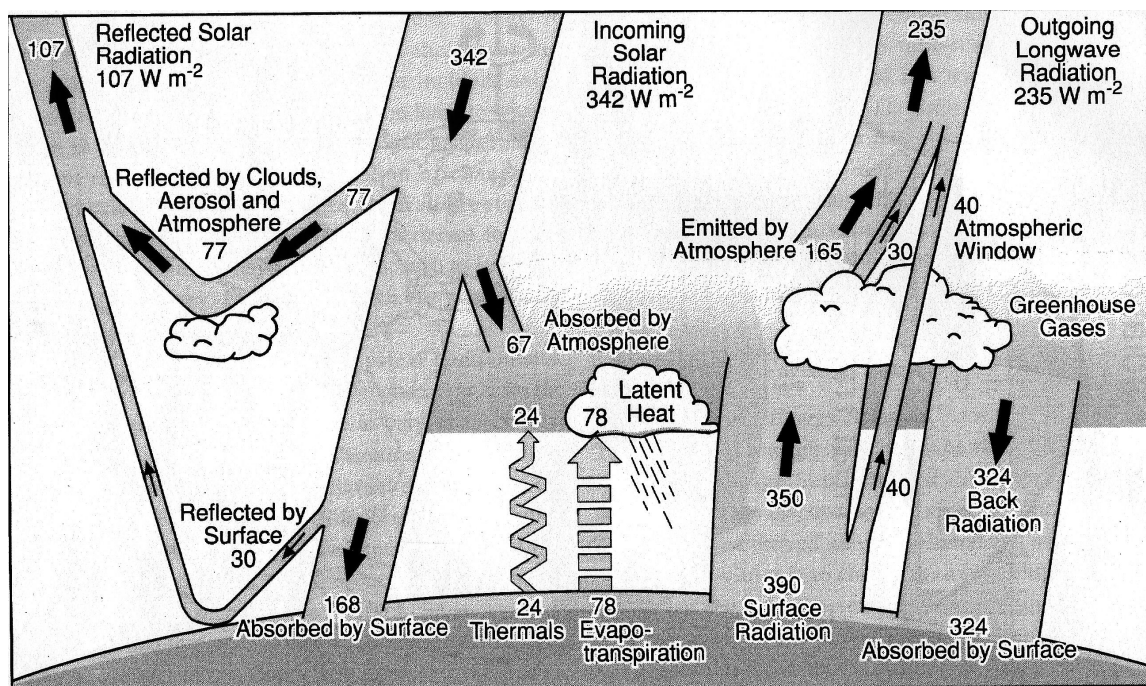 107
Reflected Solar
Radiation
107 W m-2
342
Incoming
Solar
Radiation
342 W m-2
235
Outgoing
Longwave
Radiation
235 W m-2
Reflected by Clouds,
Aerosol and
Atmosphere
77
77
Emitted by
Atmosphere
165
30
40
Atmospheric
Window
Greenhouse
Gases
67
Absorbed by
Atmosphere
Latent
Heat
24
78
350
40
324
Back
Radiation
Reflected by
Surface
30
168
Absorbed by Surface
24
Thermals
78
Evapo-
transpiration
390
Surface
Radiation
324
Absorbed by Surface